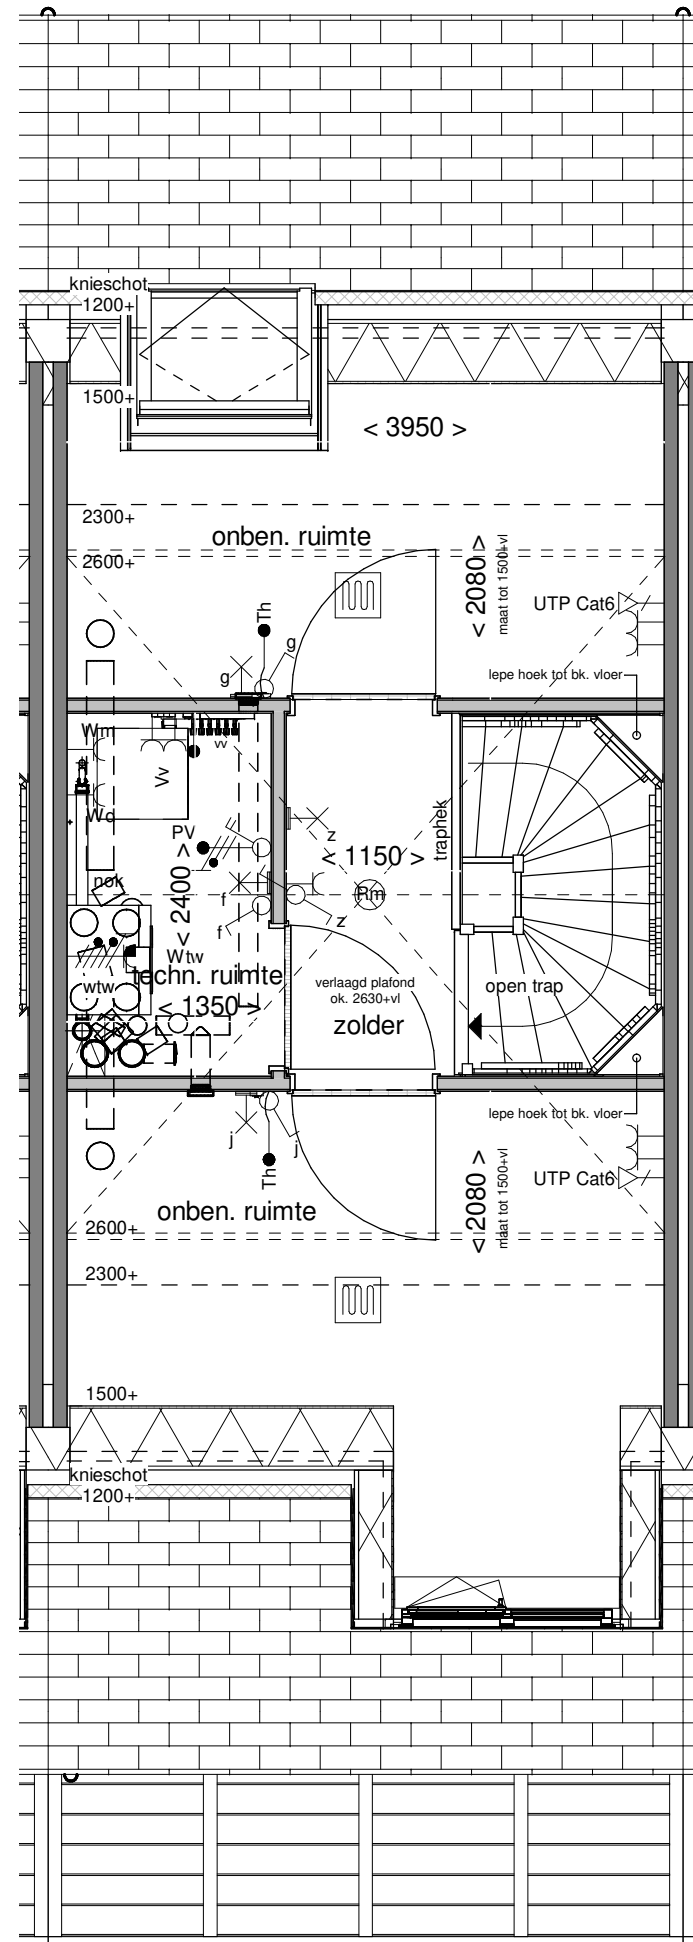 knieschot
1200+
1500+
< 3950 >
2300+
onben. ruimte
2600+
< 2080 >
maat tot 1500+vl
UTP Cat6
Th
g
g
lepe hoek tot bk. vloer
Wm
vv
Vv
Wd
PV
z
< 1150 >
traphek
< 2400 >
nok
f
Rm
z
f
Wtw
techn. ruimte
wtw
< 1350 >
verlaagd plafond
ok. 2630+vl
zolder
open trap
lepe hoek tot bk. vloer
j
j
Th
UTP Cat6
onben. ruimte
< 2080 >
maat tot 1500+vl
2600+
2300+
1500+
knieschot
1200+